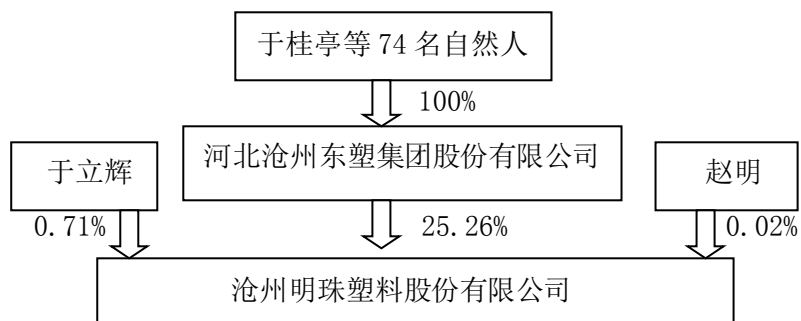 于桂亭等 74 名自然人
100%
河北沧州东塑集团股份有限公司
于立辉
赵明
0.71%
25.26%
0.02%
沧州明珠塑料股份有限公司